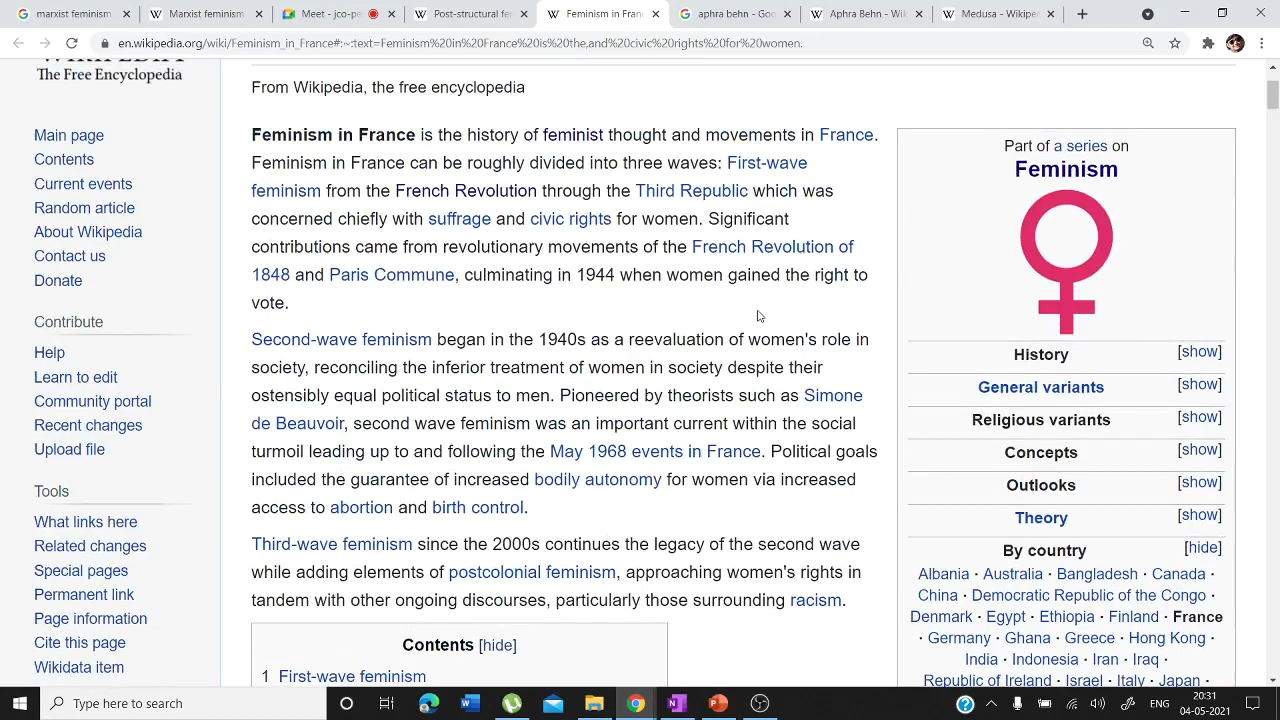 marxist feminism
Marxist feminism
Meet - jco-pe
Post-structural fe
Feminism in Fran
aphra behn - Goo
Aphra Behn - Wik
Medusa - Wikipe
en.wikipedia.org/wiki/Feminism_in_France#:~:text=Feminism%20in%20France%20is%20the,and%20civic%20rights%20for%20women.
WIKIPEDIA
The Free Encyclopedia
Main page
Contents
Current events
Random article
About Wikipedia
Contact us
Donate
Contribute
Help
Learn to edit
Community portal
Recent changes
Upload file
Tools
What links here
Related changes
Special pages
Permanent link
Page information
Cite this page
Wikidata item
From Wikipedia, the free encyclopedia
Feminism in France is the history of feminist thought and movements in France.
Feminism in France can be roughly divided into three waves: First-wave
feminism from the French Revolution through the Third Republic which was
concerned chiefly with suffrage and civic rights for women. Significant
contributions came from revolutionary movements of the French Revolution of
1848 and Paris Commune, culminating in 1944 when women gained the right to
vote.
Second-wave feminism began in the 1940s as a reevaluation of women's role in
society, reconciling the inferior treatment of women in society despite their
ostensibly equal political status to men. Pioneered by theorists such as Simone
de Beauvoir, second wave feminism was an important current within the social
turmoil leading up to and following the May 1968 events in France. Political goals
included the guarantee of increased bodily autonomy for women via increased
access to abortion and birth control.
Third-wave feminism since the 2000s continues the legacy of the second wave
while adding elements of postcolonial feminism, approaching women's rights in
tandem with other ongoing discourses, particularly those surrounding racism.
Contents [hide]
1 First-wave feminism
Part of a series on
Feminism
History [show]
General variants [show]
Religious variants [show]
Concepts [show]
Outlooks [show]
Theory [show]
By country [hide]
Albania · Australia · Bangladesh · Canada ·
China · Democratic Republic of the Congo ·
Denmark · Egypt · Ethiopia · Finland · France
· Germany · Ghana · Greece · Hong Kong ·
India · Indonesia · Iran · Iraq ·
Republic of Ireland · Israel · Italy · Japan ·
Type here to search
ENG
20:31
04-05-2021